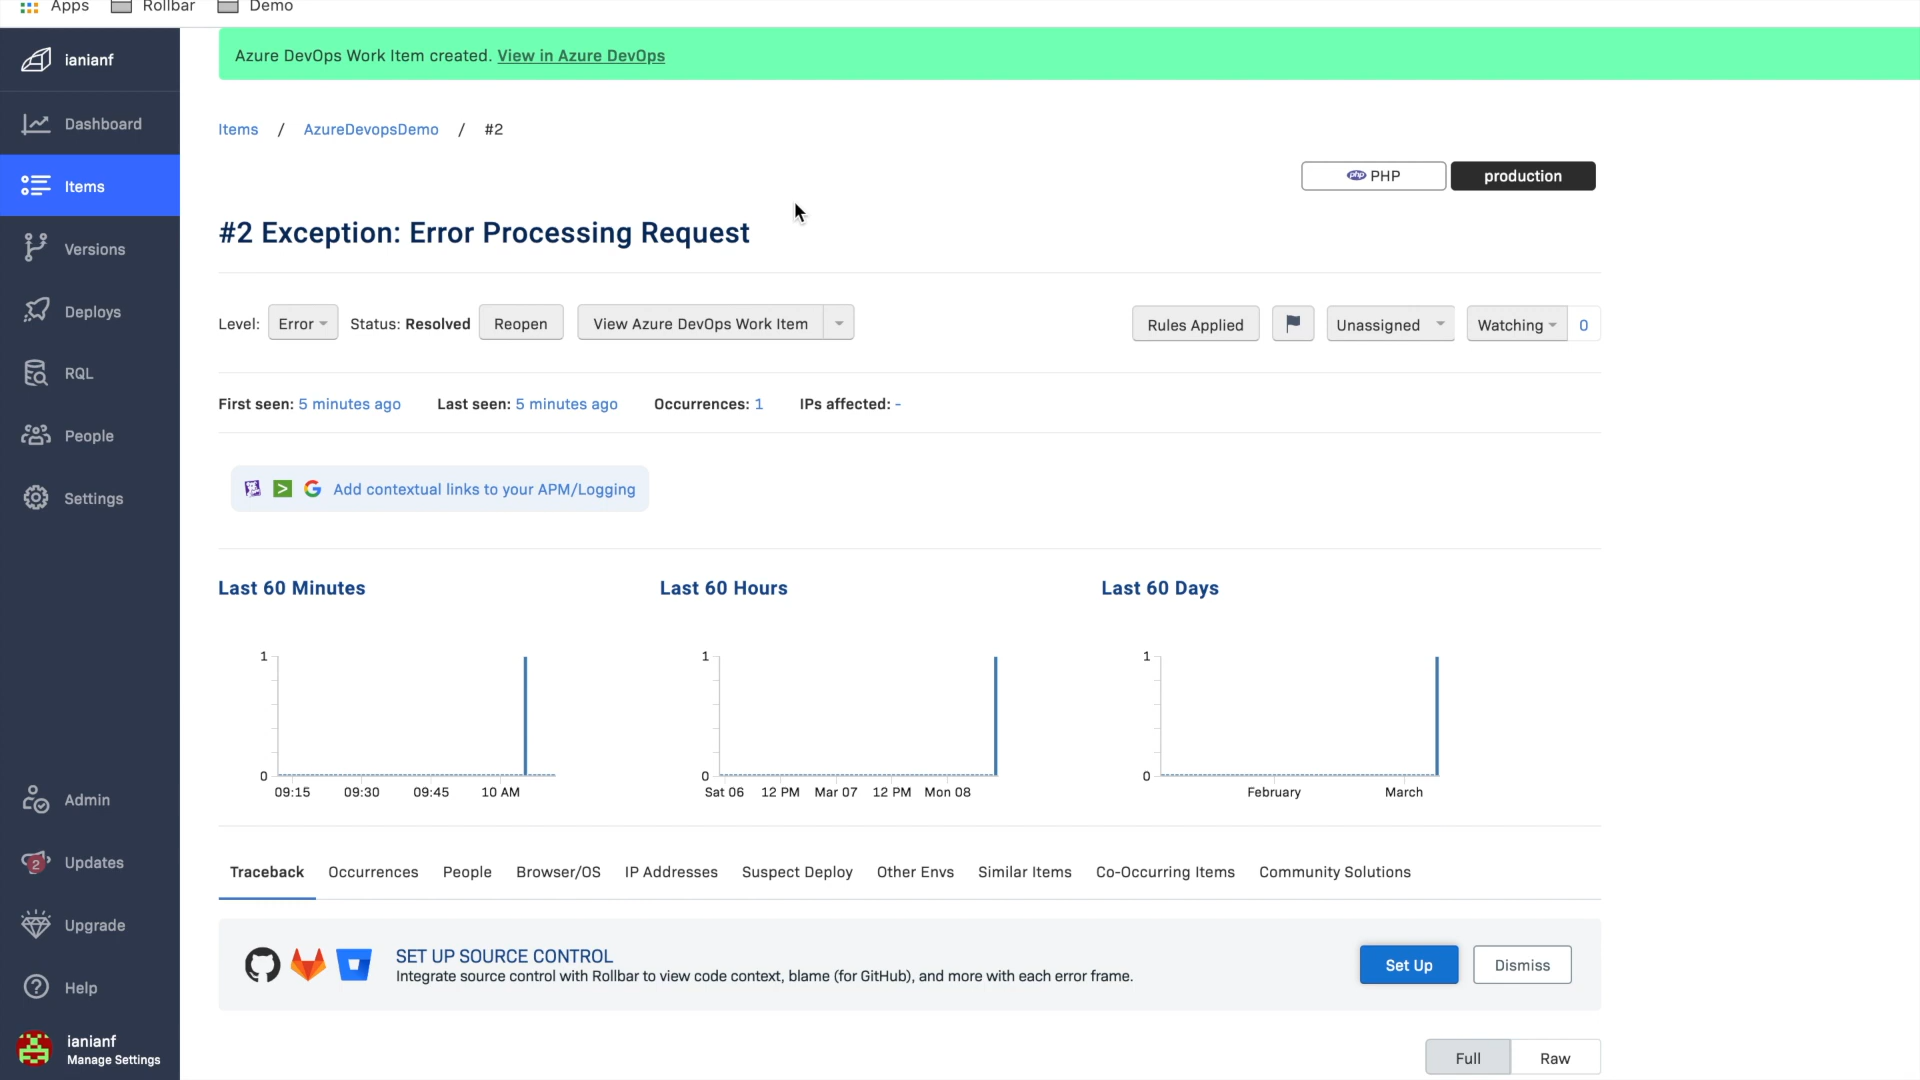 Apps Rollbar Demo
ianianf
Azure DevOps Work Item created. View in Azure DevOps
Dashboard
Items / AzureDevopsDemo / #2
php PHP production
Items
#2 Exception: Error Processing Request
Versions
Deploys
Level: Error Status: Resolved Reopen View Azure DevOps Work Item Rules Applied Unassigned Watching 0
RQL
First seen: 5 minutes ago Last seen: 5 minutes ago Occurrences: 1 IPs affected: -
People
Add contextual links to your APM/Logging
Settings
Last 60 Minutes Last 60 Hours Last 60 Days
1 1 1
0 0 0
09:15 09:30 09:45 10 AM Sat 06 12 PM Mar 07 12 PM Mon 08 February March
Admin
2 Updates
Traceback Occurrences People Browser/OS IP Addresses Suspect Deploy Other Envs Similar Items Co-Occurring Items Community Solutions
Upgrade
SET UP SOURCE CONTROL
Integrate source control with Rollbar to view code context, blame (for GitHub), and more with each error frame.
Set Up Dismiss
Help
ianianf
Manage Settings
Full Raw